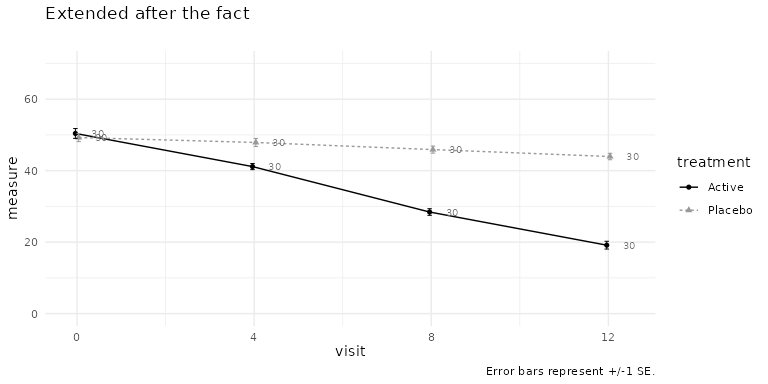 Extended after the fact
measure
60
40
20
0
30
30
30
30
30
30
30
30
0
4
8
12
visit
treatment
Active
Placebo
Error bars represent +/-1 SE.